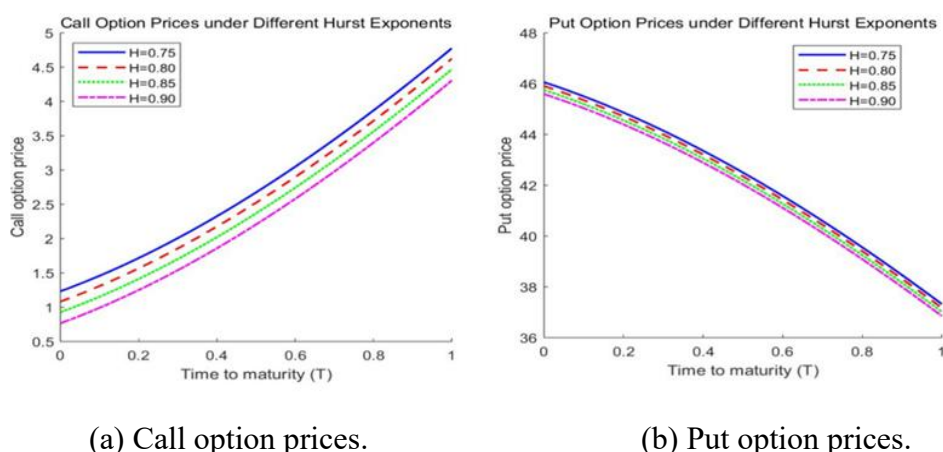 Call Option Prices under Different Hurst Exponents
5
4.5
4
3.5
3
2.5
2
1.5
1
0.5
Call option price
H=0.75
H=0.80
H=0.85
H=0.90
0 0.2 0.4 0.6 0.8 1
Time to maturity (T)
(a) Call option prices.
Put Option Prices under Different Hurst Exponents
48
46
44
42
40
38
36
Put option price
H=0.75
H=0.80
H=0.85
H=0.90
0 0.2 0.4 0.6 0.8 1
Time to maturity (T)
(b) Put option prices.